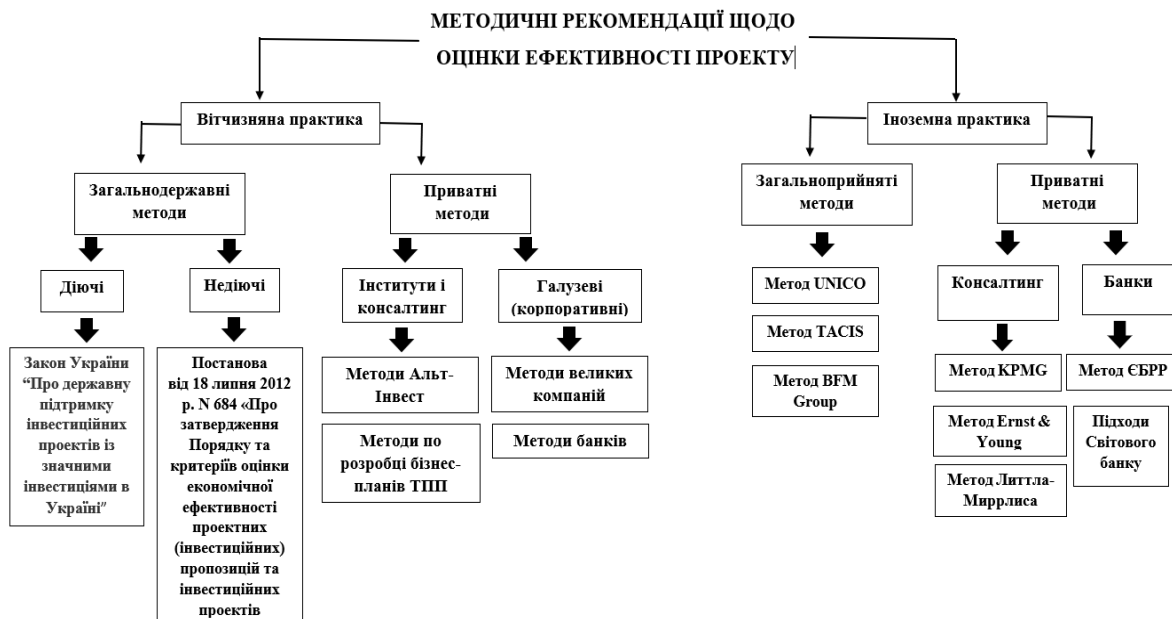 МЕТОДИЧНІ РЕКОМЕНДАЦІЇ ЩОДО
ОЦІНКИ ЕФЕКТИВНОСТІ ПРОЕКТУ
Вітчизняна практика
Іноземна практика
Загальнодержавні
методи
Приватні
методи
Загальноприйняті
методи
Приватні
методи
Діючі
Недіючі
Інститути і
консалтинг
Галузеві
(корпоративні)
Метод UNICO
Консалтинг
Банки
Закон України
“Про державну
підтримку
інвестиційних
проектів із
значними
інвестиціями в
Україні”
Постанова
від 18 липня 2012
р. N 684 «Про
затвердження
Порядку та
критеріїв оцінки
економічної
ефективності
проектних
(інвестиційних)
пропозицій та
інвестиційних
проектів
Методи Альт-
Інвест
Методи по
розробці бізнес-
планів ТПП
Методи великих
компаній
Методи банків
Метод TACIS
Метод BFM
Group
Метод KPMG
Метод Ernst &
Young
Метод Литтла-
Миррлиса
Метод ЄБРР
Підходи
Світового
банку